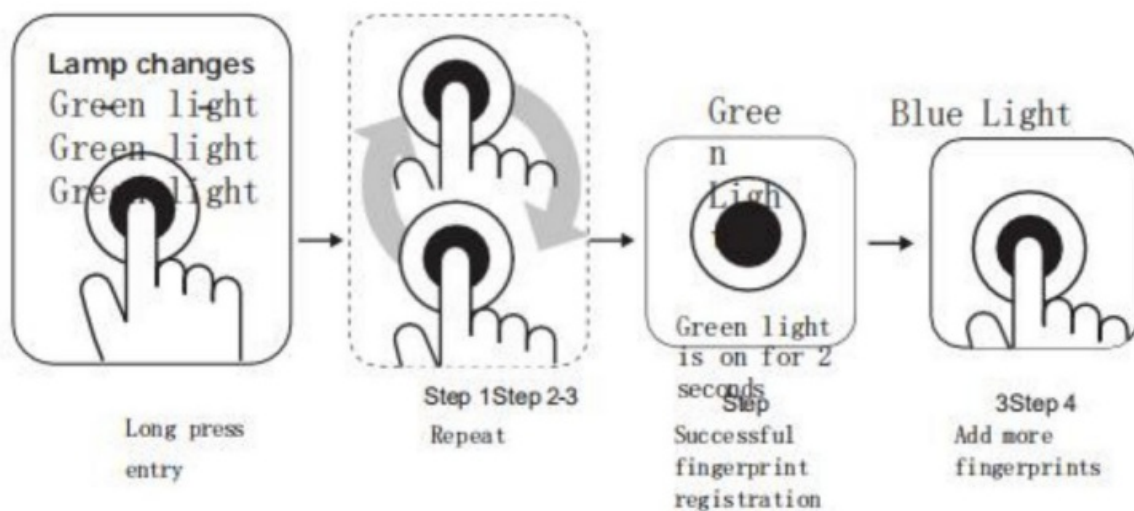 Lamp changes
Green light
Green light
Green light
Long press
entry
Step 1Step 2-3
Repeat
Gree
n
Ligh
Green light
is on for 2
seconds
Step
Successful
fingerprint
registration
Blue Light
3Step 4
Add more
fingerprints